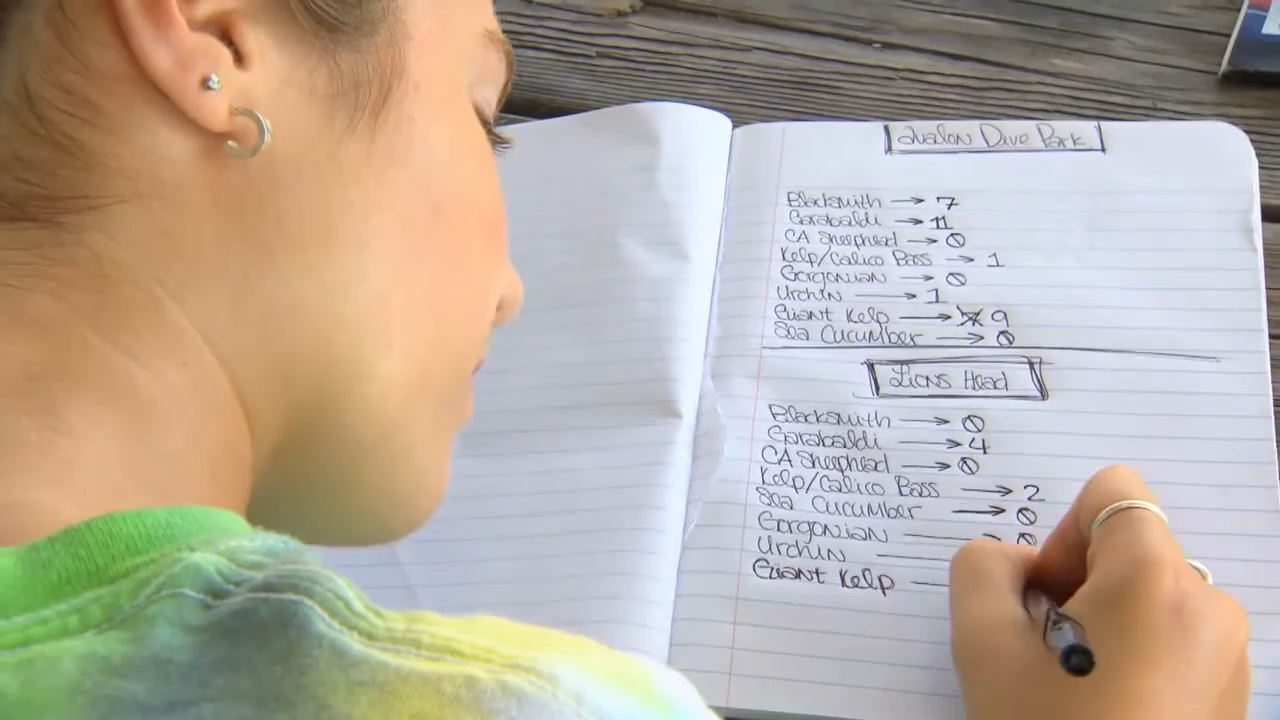 Avalon Dive Park
Blacksmith → 7
Garabaldi → 11
CA Sheephead → 0
Kelp/Calico Bass → 1
Gorgonian → 0
Urchin → 1
Giant Kelp → 9
Sea Cucumber → 0
Lions Head
Blacksmith → 0
Garabaldi → 4
CA Sheephead → 0
Kelp/Calico Bass → 2
Sea Cucumber → 0
Gorgonian → 0
Urchin
Giant Kelp